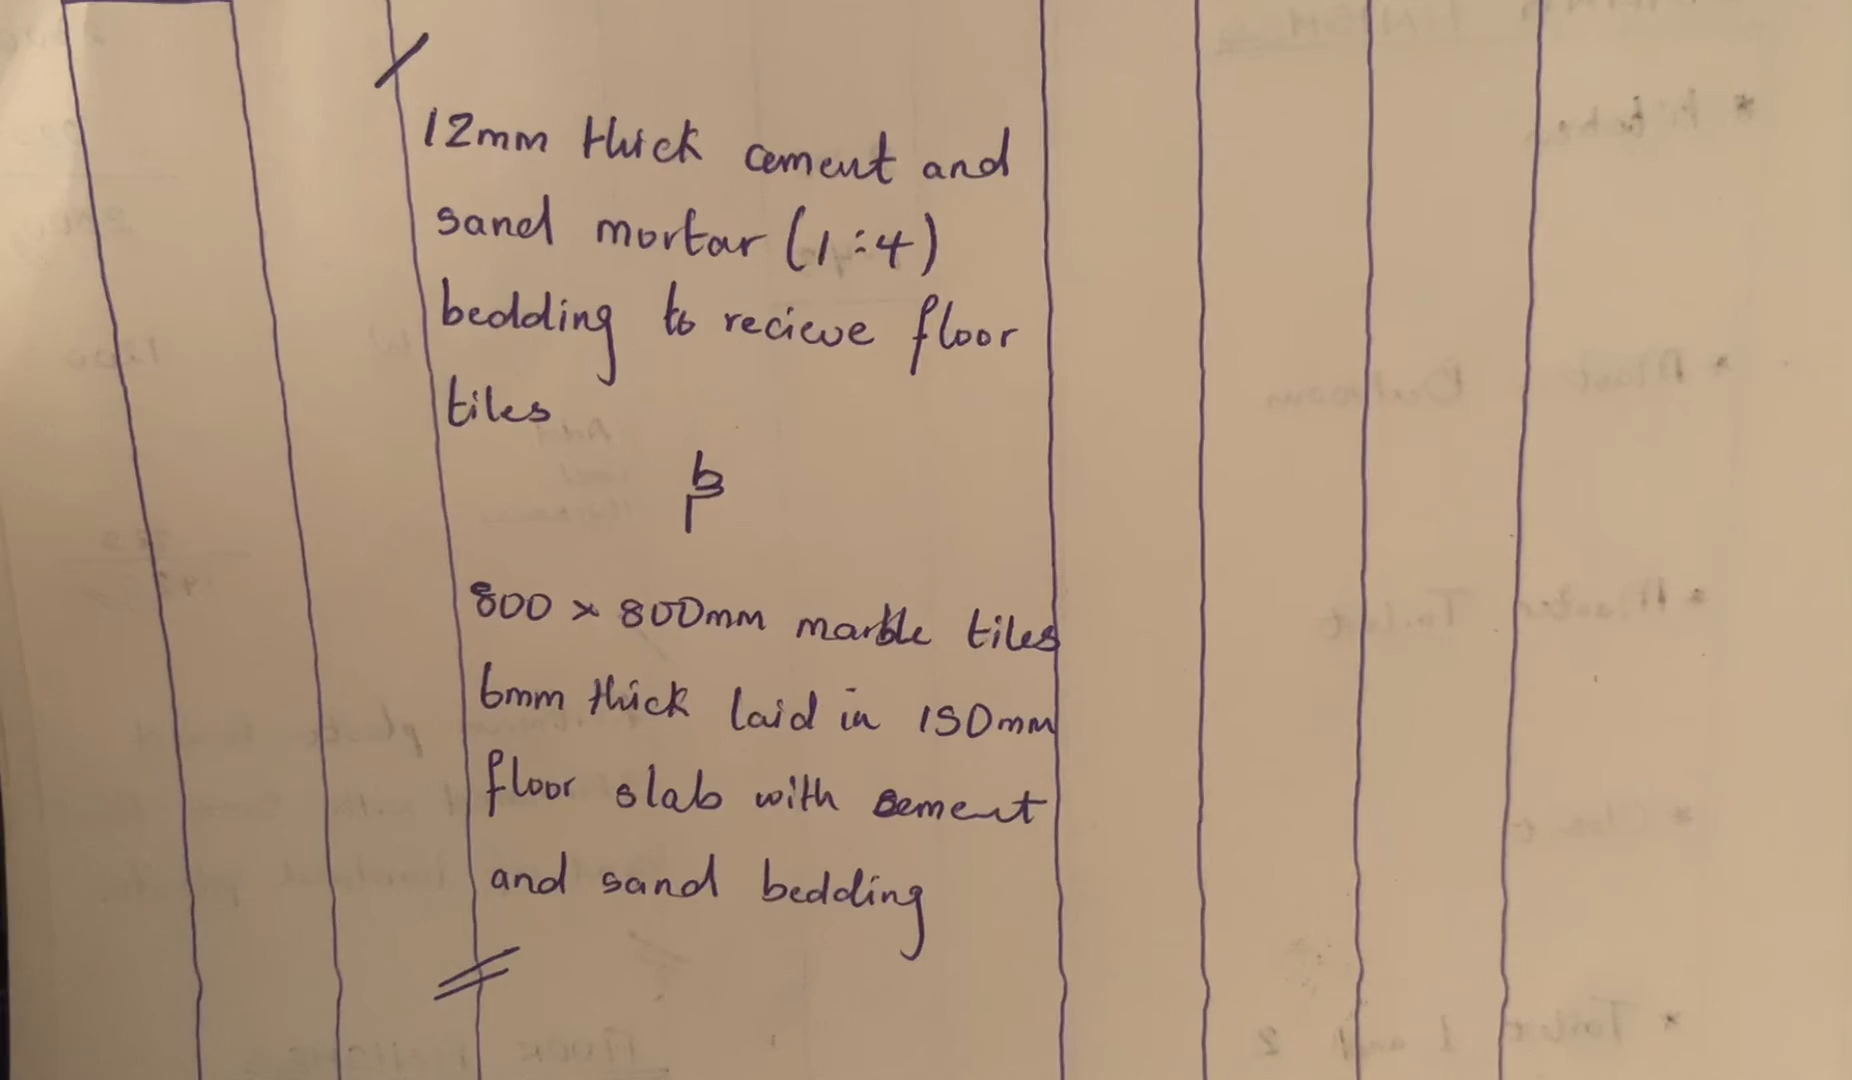 12mm thick cement and
sand mortar (1:4)
bedding to recieve floor
tiles
800 x 800mm marble tiles
6mm thick laid in 150mm
floor slab with cement
and sand bedding